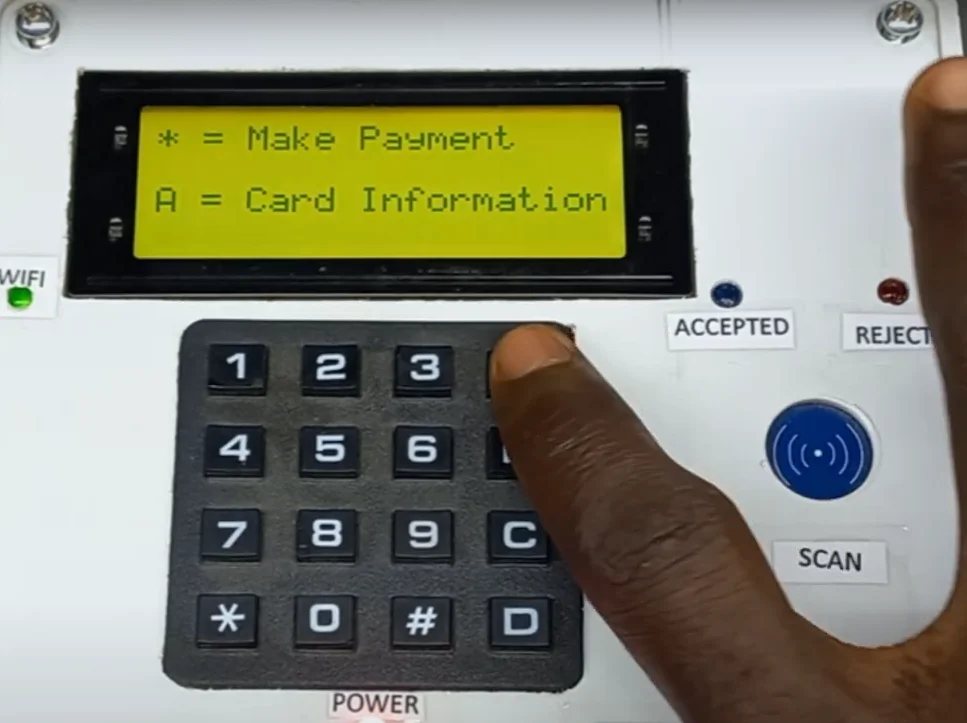 * = Make Payment
A = Card Information
WIFI
ACCEPTED
REJECT
1 2 3
4 5 6
7 8 9 C
* 0 # D
SCAN
POWER